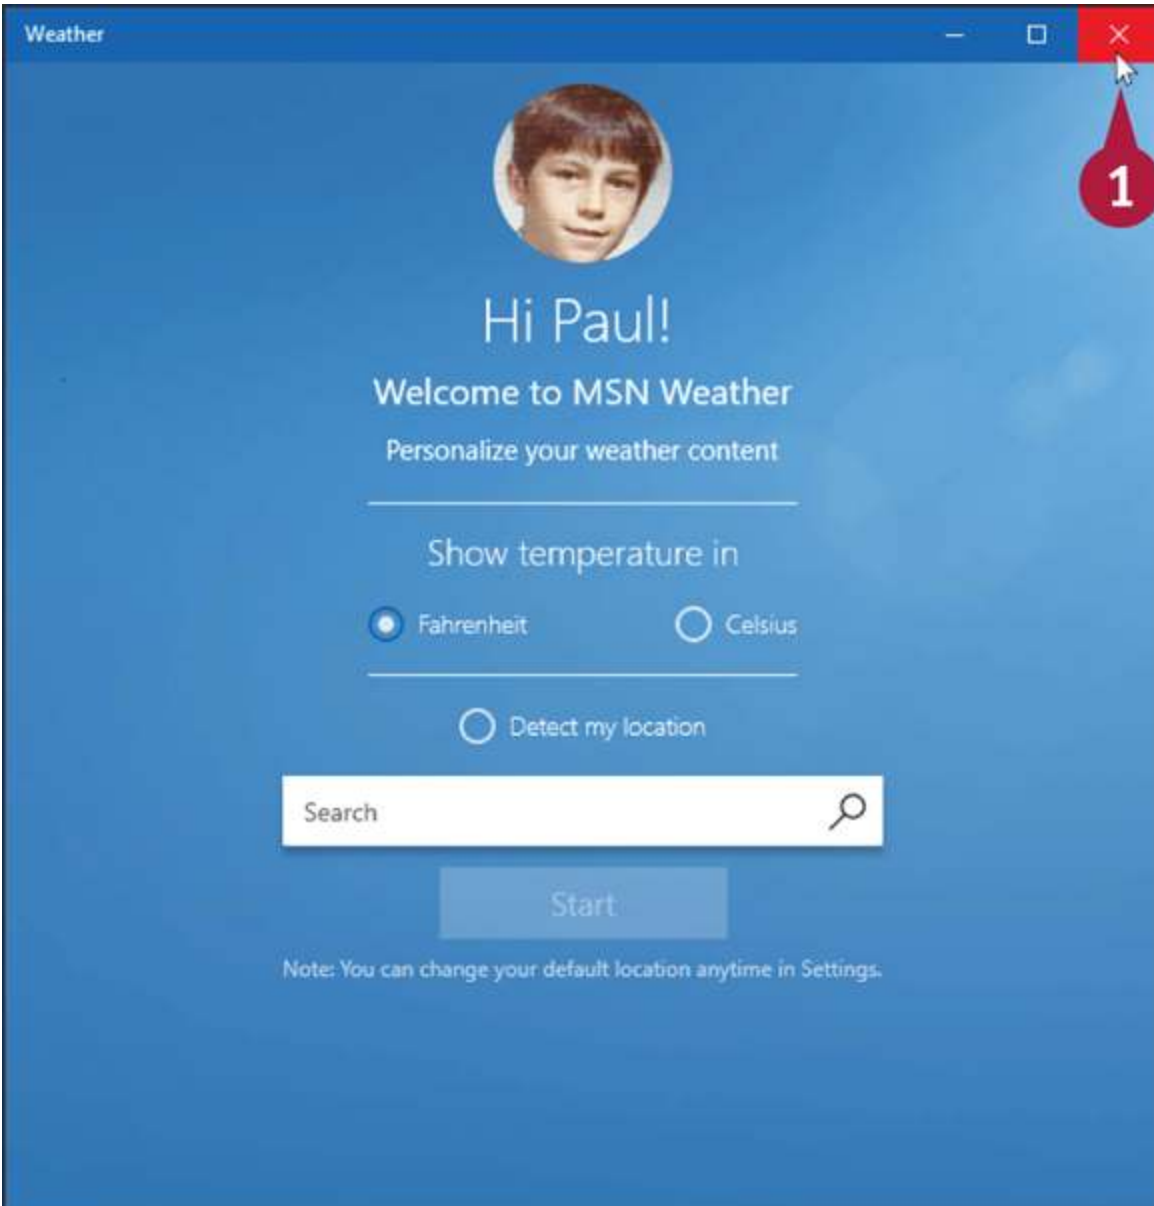 Weather
1
Hi Paul!
Welcome to MSN Weather
Personalize your weather content
Show temperature in
Fahrenheit Celsius
Detect my location
Search
Start
Note: You can change your default location anytime in Settings.